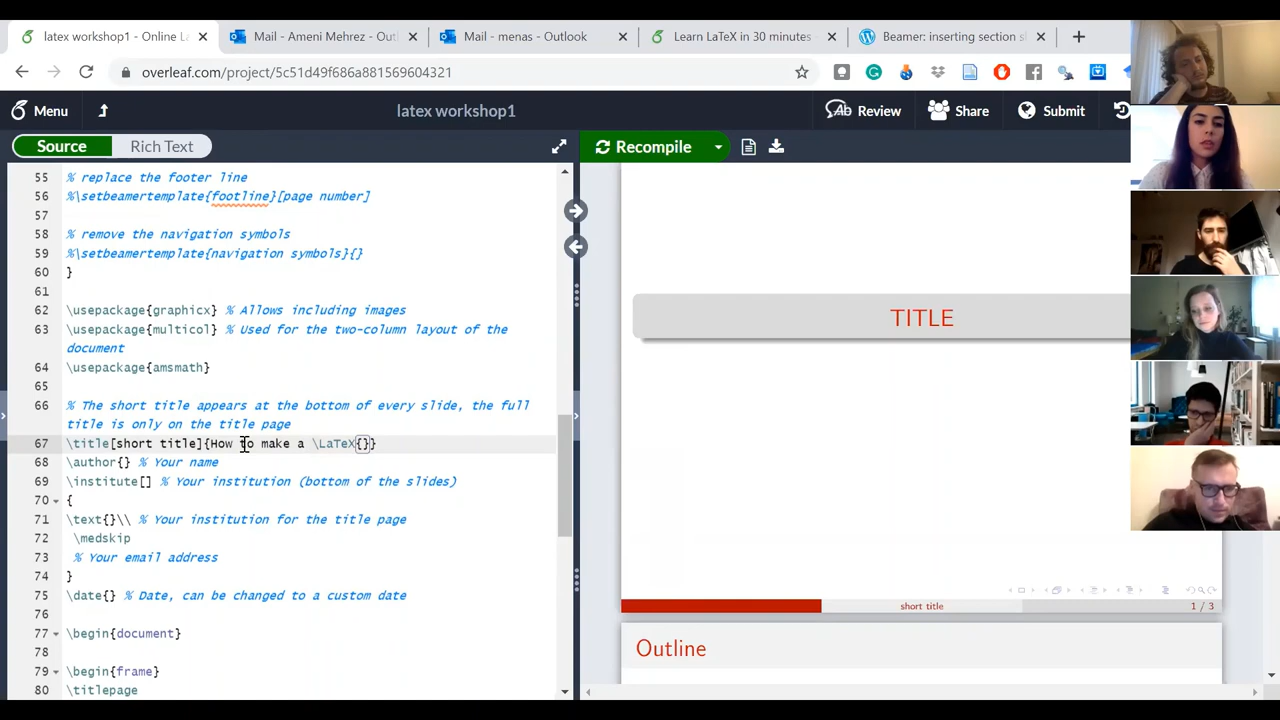 latex workshop1 - Online La
Mail - Ameni Mehrez - Outl
Mail - menas - Outlook
Learn LaTeX in 30 minutes -
Beamer: inserting section sl
overleaf.com/project/5c51d49f686a881569604321
Menu
latex workshop1
Ab Review
Share
Submit
Source
Rich Text
Recompile
55 % replace the footer line
56 %\setbeamertemplate{footline}[page number]
57
58 % remove the navigation symbols
59 %\setbeamertemplate{navigation symbols}{}
60 }
61
62 \usepackage{graphicx} % Allows including images
63 \usepackage{multicol} % Used for the two-column layout of the
document
64 \usepackage{amsmath}
65
66 % The short title appears at the bottom of every slide, the full
title is only on the title page
67 \title[short title]{How to make a \LaTeX{}}
68 \author{} % Your name
69 \institute[] % Your institution (bottom of the slides)
70 {
71 \text{}\\ % Your institution for the title page
72 \medskip
73 % Your email address
74 }
75 \date{} % Date, can be changed to a custom date
76
77 \begin{document}
78
79 \begin{frame}
80 \titlepage
TITLE
short title
1 / 3
Outline